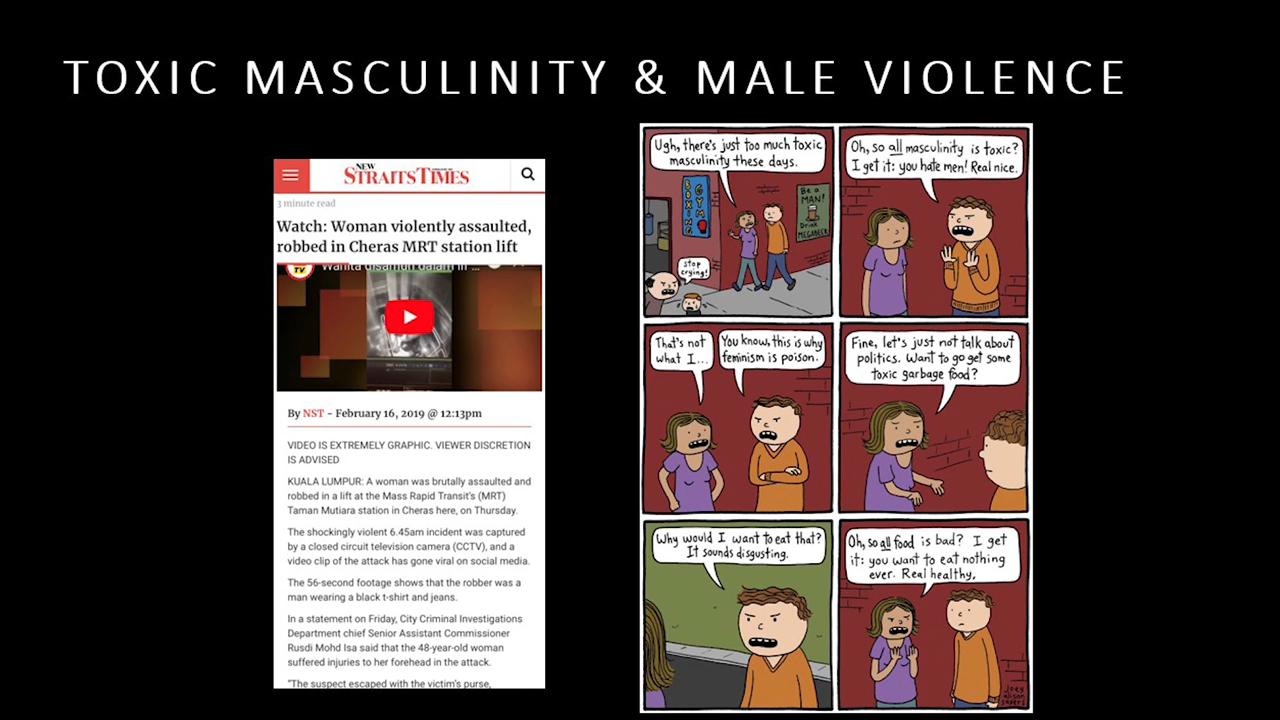 TOXIC MASCULINITY & MALE VIOLENCE
NEW
STRAITS TIMES
3 minute read
Watch: Woman violently assaulted,
robbed in Cheras MRT station lift
TV
Wanita disamun dalam lif ...
By NST - February 16, 2019 @ 12:13pm
VIDEO IS EXTREMELY GRAPHIC. VIEWER DISCRETION
IS ADVISED
KUALA LUMPUR: A woman was brutally assaulted and
robbed in a lift at the Mass Rapid Transit's (MRT)
Taman Mutiara station in Cheras here, on Thursday.
The shockingly violent 6.45am incident was captured
by a closed circuit television camera (CCTV), and a
video clip of the attack has gone viral on social media.
The 56-second footage shows that the robber was a
man wearing a black t-shirt and jeans.
In a statement on Friday, City Criminal Investigations
Department chief Senior Assistant Commissioner
Rusdi Mohd Isa said that the 48-year-old woman
suffered injuries to her forehead in the attack.
"The suspect escaped with the victim's purse,
Ugh, there's just too much toxic
masculinity these days.
BOXING
GYM
Be a
MAN!
Drink
MEGABEER
stop
crying!
Oh, so all masculinity is toxic?
I get it: you hate men! Real nice.
That's not
what I...
You know, this is why
feminism is poison.
Fine, let's just not talk about
politics. Want to go get some
toxic garbage food?
Why would I want to eat that?
It sounds disgusting.
Oh, so all food is bad? I get
it: you want to eat nothing
ever. Real healthy.
Joey
alison
sayers